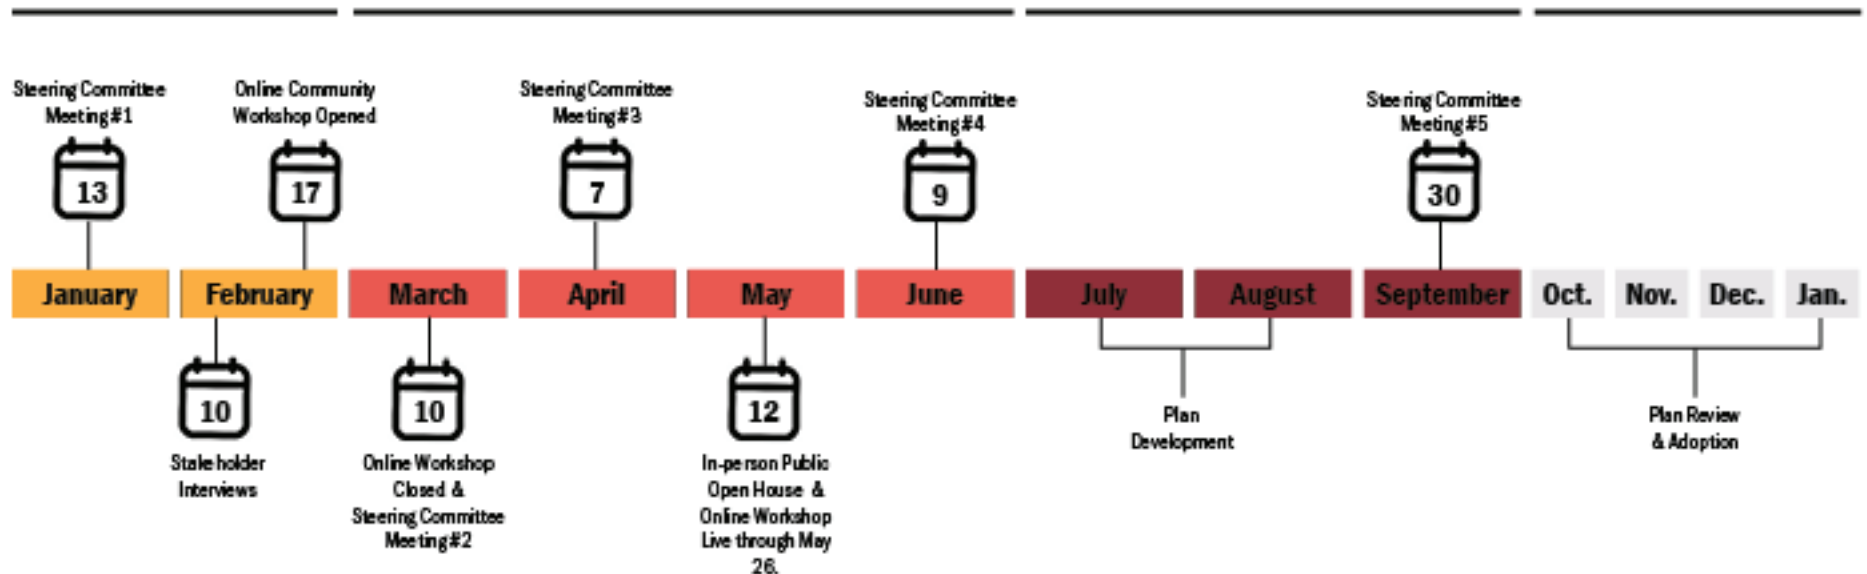 Steering Committee
Meeting #1
Online Community
Workshop Opened
Steering Committee
Meeting #3
Steering Committee
Meeting #4
Steering Committee
Meeting #5
13
17
7
9
30
January
February
March
April
May
June
July
August
September
Oct.
Nov.
Dec.
Jan.
10
10
12
Stakeholder
Interviews
Online Workshop
Closed &
Steering Committee
Meeting #2
In-person Public
Open House &
Online Workshop
Live through May
26.
Plan
Development
Plan Review
& Adoption